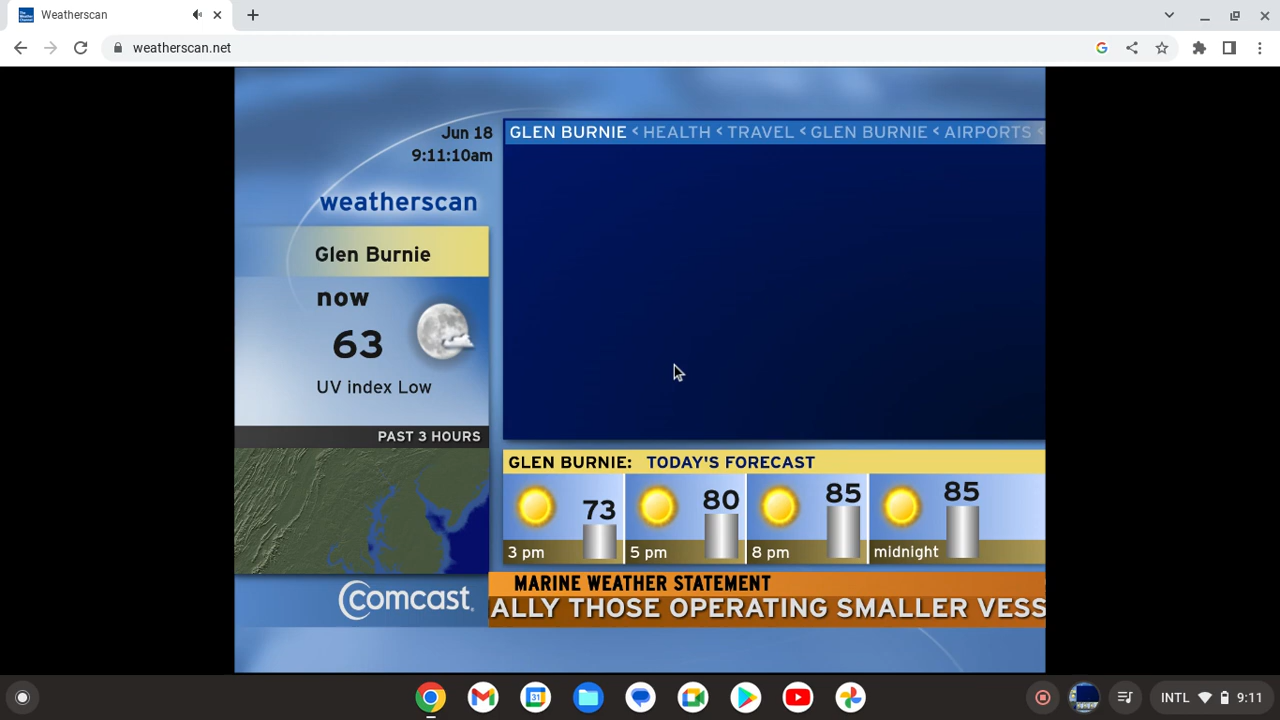 Weatherscan
weatherscan.net
Jun 18
9:11:10am
weatherscan
Glen Burnie
now
63
UV index Low
PAST 3 HOURS
comcast.
GLEN BURNIE < HEALTH < TRAVEL < GLEN BURNIE < AIRPORTS <
GLEN BURNIE: TODAY'S FORECAST
73 80 85 85
3 pm 5 pm 8 pm midnight
MARINE WEATHER STATEMENT
ALLY THOSE OPERATING SMALLER VESS
31
INTL 9:11